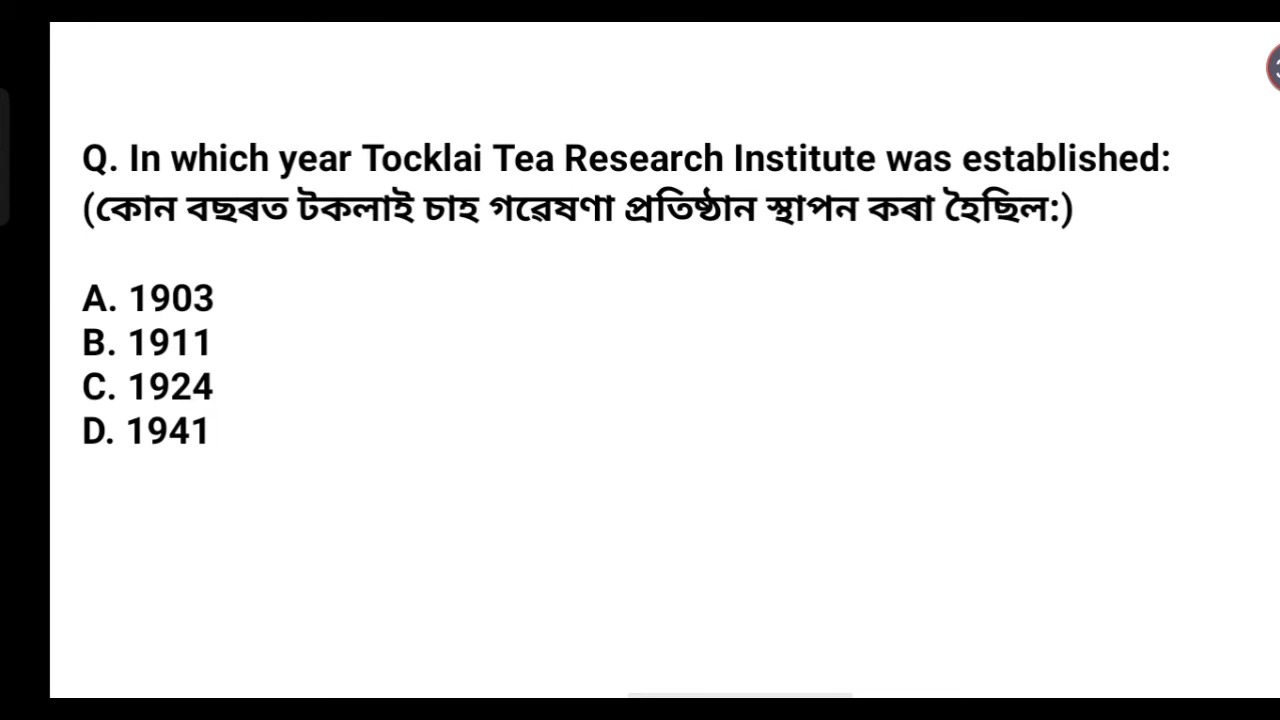 Q. In which year Tocklai Tea Research Institute was established:
(কোন বছৰত টকলাই চাহ গৱেষণা প্ৰতিষ্ঠান স্থাপন কৰা হৈছিল:)
A. 1903
B. 1911
C. 1924
D. 1941